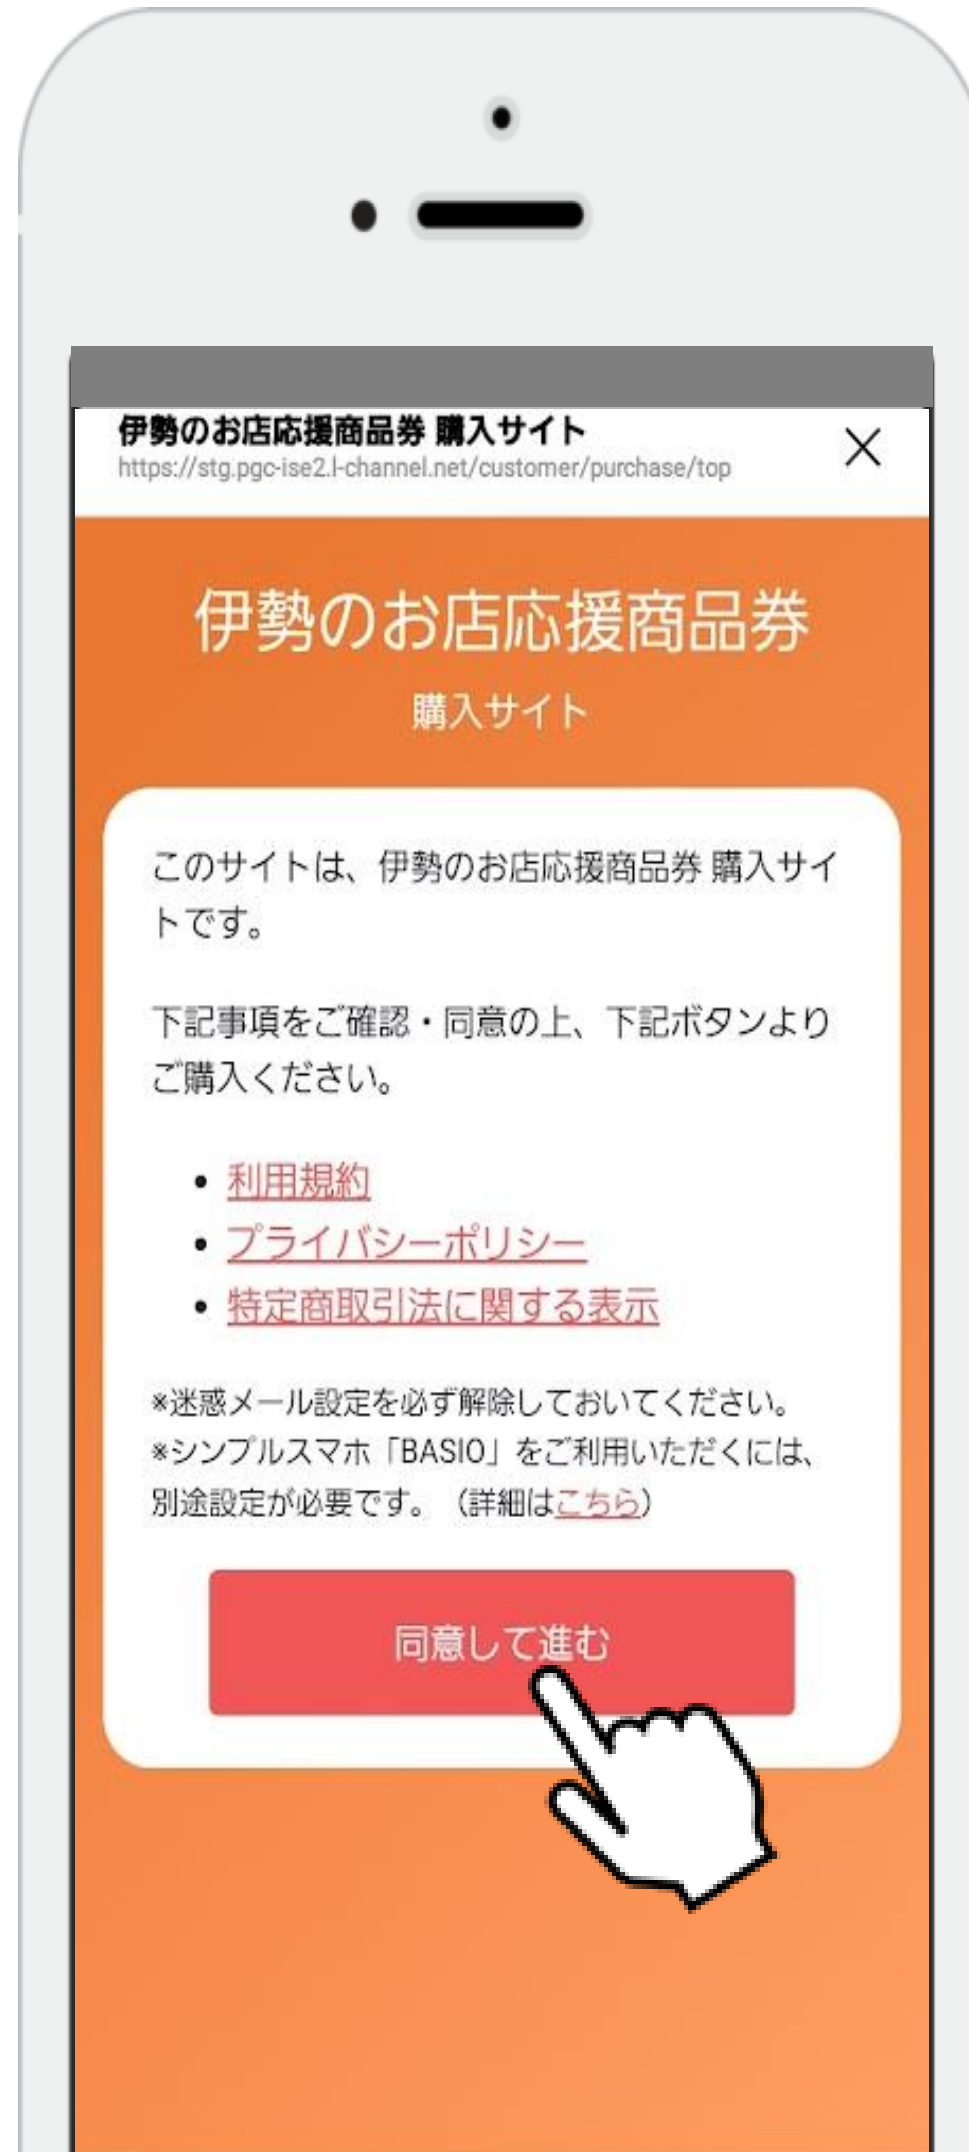 伊勢のお店応援商品券 購入サイト
https://stg.pgc-ise2.l-channel.net/customer/purchase/top
伊勢のお店応援商品券
購入サイト
このサイトは、伊勢のお店応援商品券 購入サイ
トです。
下記事項をご確認・同意の上、下記ボタンより
ご購入ください。
• 利用規約
• プライバシーポリシー
• 特定商取引法に関する表示
※迷惑メール設定を必ず解除しておいてください。
※シンプルスマホ「BASIO」をご利用いただくには、
別途設定が必要です。（詳細はこちら）
同意して進む